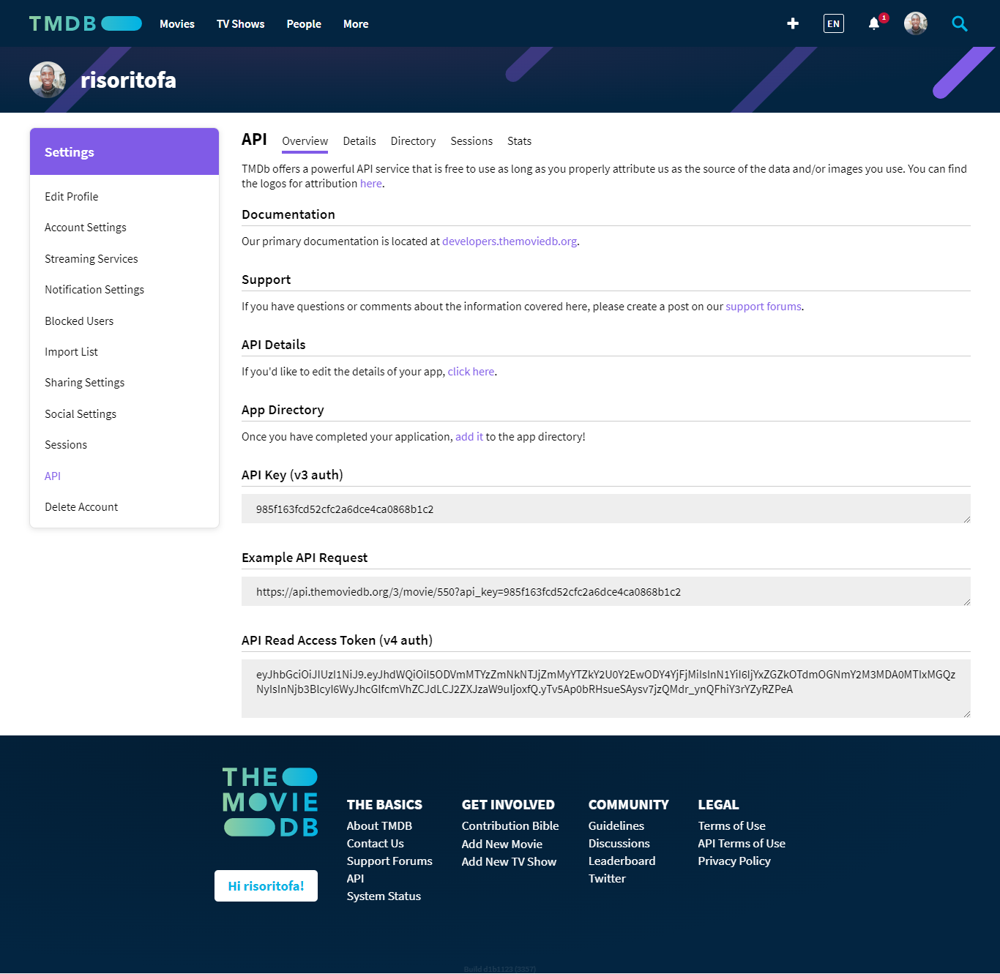 TMDB
Movies
TV Shows
People
More
EN
1
risoritofa
Settings
Edit Profile
Account Settings
Streaming Services
Notification Settings
Blocked Users
Import List
Sharing Settings
Social Settings
Sessions
API
Delete Account
API
Overview
Details
Directory
Sessions
Stats
TMDb offers a powerful API service that is free to use as long as you properly attribute us as the source of the data and/or images you use. You can find
the logos for attribution here.
Documentation
Our primary documentation is located at developers.themoviedb.org.
Support
If you have questions or comments about the information covered here, please create a post on our support forums.
API Details
If you'd like to edit the details of your app, click here.
App Directory
Once you have completed your application, add it to the app directory!
API Key (v3 auth)
985f163fcd52cfc2a6dce4ca0868b1c2
Example API Request
https://api.themoviedb.org/3/movie/550?api_key=985f163fcd52cfc2a6dce4ca0868b1c2
API Read Access Token (v4 auth)
eyJhbGciOiJIUzI1NiJ9.eyJhdWQiOiI5ODVmMTYzZmNkNTJjZmMyYTZkY2U0Y2EwODY4YjFjMiIsInN1YiI6IjYxZGZkOTdmOGNmY2M3MDA0MTIxMGQz
NyIsInNjb3BlcyI6WyJhcGlfcmVhZCJdLCJ2ZXJzaW9uIjoxfQ.yTv5Ap0bRHsueSAysv7jzQMdr_ynQFhiY3rYZyRZPeA
THE
MOVIE
DB
Hi risoritofa!
THE BASICS
About TMDB
Contact Us
Support Forums
API
System Status
GET INVOLVED
Contribution Bible
Add New Movie
Add New TV Show
COMMUNITY
Guidelines
Discussions
Leaderboard
Twitter
LEGAL
Terms of Use
API Terms of Use
Privacy Policy
Build d1b1123 (3357)